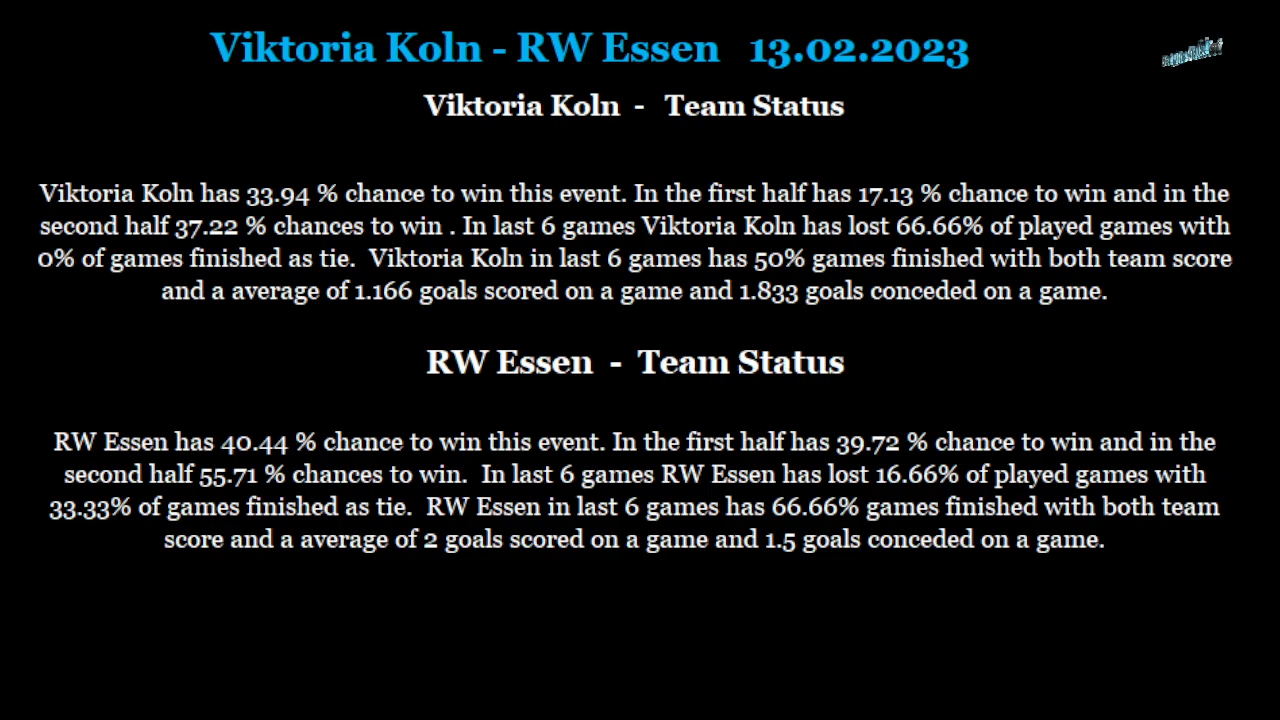 Viktoria Koln - RW Essen 13.02.2023
Viktoria Koln - Team Status
Viktoria Koln has 33.94 % chance to win this event. In the first half has 17.13 % chance to win and in the
second half 37.22 % chances to win . In last 6 games Viktoria Koln has lost 66.66% of played games with
0% of games finished as tie. Viktoria Koln in last 6 games has 50% games finished with both team score
and a average of 1.166 goals scored on a game and 1.833 goals conceded on a game.
RW Essen - Team Status
RW Essen has 40.44 % chance to win this event. In the first half has 39.72 % chance to win and in the
second half 55.71 % chances to win. In last 6 games RW Essen has lost 16.66% of played games with
33.33% of games finished as tie. RW Essen in last 6 games has 66.66% games finished with both team
score and a average of 2 goals scored on a game and 1.5 goals conceded on a game.